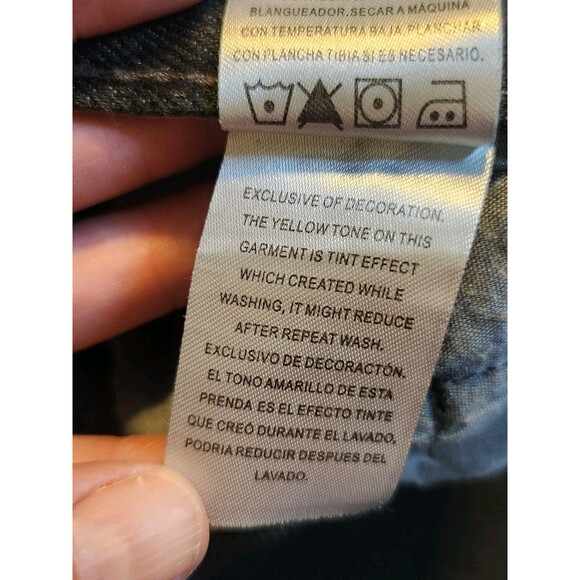 BLANGUEADOR. SECAR A MÁQUINA
CON TEMPERATURA BAJA, PLANCHAR
CON PLANCHA TIBIA SI ES NECESARIO.
EXCLUSIVE OF DECORATION.
THE YELLOW TONE ON THIS
GARMENT IS TINT EFFECT
WHICH CREATED WHILE
WASHING, IT MIGHT REDUCE
AFTER REPEAT WASH.
EXCLUSIVO DE DECORACTÓN.
EL TONO AMARILLO DE ESTA
PRENDA ES EL EFECTO TINTE
QUE CREÓ DURANTE EL LAVADO,
PODRIA REDUCIR DESPUES DEL
LAVADO.